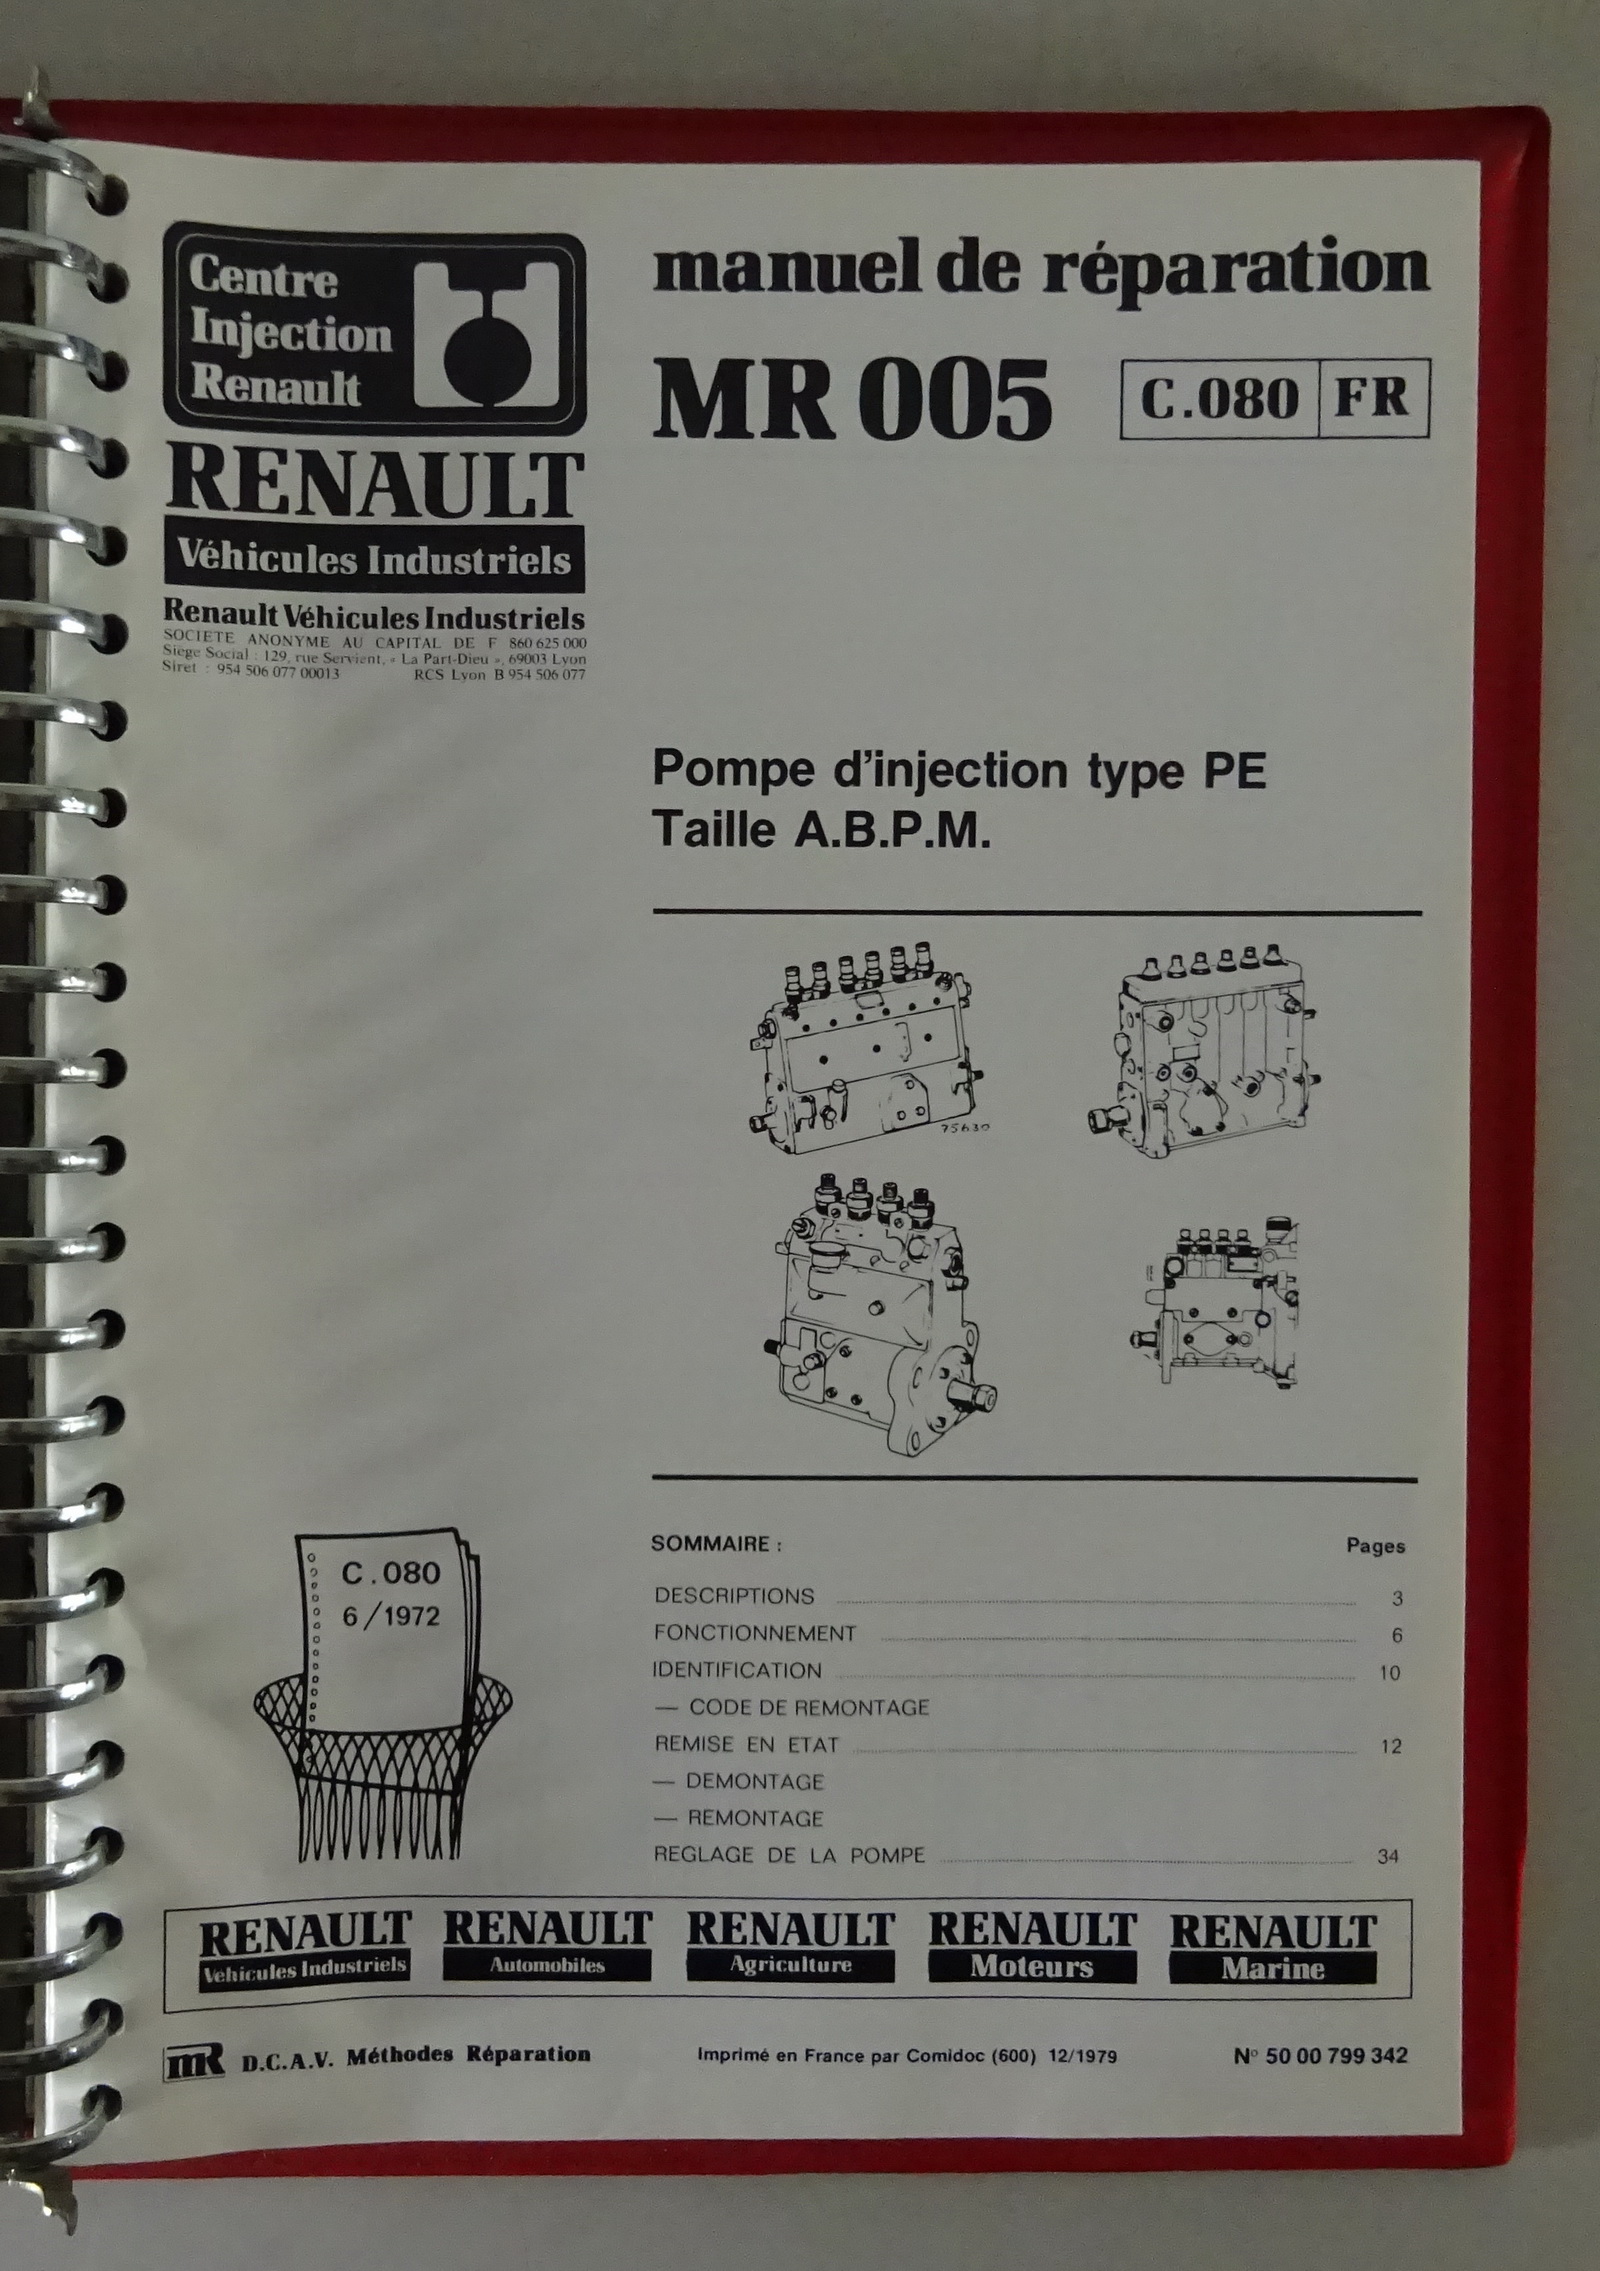 Centre
Injection
Renault
RENAULT
Véhicules Industriels
Renault Véhicules Industriels
SOCIETE ANONYME AU CAPITAL DE F 860 625 000
Siège Social : 129, rue Servient, « La Part-Dieu », 69003 Lyon
Siret : 954 506 077 00013 RCS Lyon B 954 506 077
manuel de réparation
MR 005 C.080 FR
Pompe d'injection type PE
Taille A.B.P.M.
75630
C.080
6/1972
SOMMAIRE : Pages
DESCRIPTIONS 3
FONCTIONNEMENT 6
IDENTIFICATION 10
— CODE DE REMONTAGE
REMISE EN ETAT 12
— DEMONTAGE
— REMONTAGE
REGLAGE DE LA POMPE 34
RENAULT RENAULT RENAULT RENAULT RENAULT
Véhicules Industriels Automobiles Agriculture Moteurs Marine
mR D.C.A.V. Méthodes Réparation Imprimé en France par Comidoc (600) 12/1979 N° 50 00 799 342